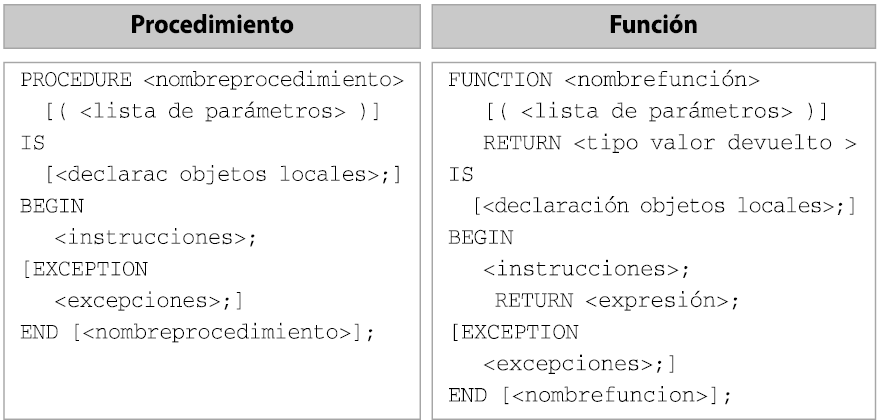 Procedimiento
PROCEDURE <nombreprocedimiento>
[( <lista de parámetros> )]
IS
[<declarac objetos locales>;]
BEGIN
<instrucciones>;
[EXCEPTION
<excepciones>;]
END [<nombreprocedimiento>];
Función
FUNCTION <nombrefunción>
[( <lista de parámetros> )]
RETURN <tipo valor devuelto >
IS
[<declaración objetos locales>;]
BEGIN
<instrucciones>;
RETURN <expresión>;
[EXCEPTION
<excepciones>;]
END [<nombrefuncion>];